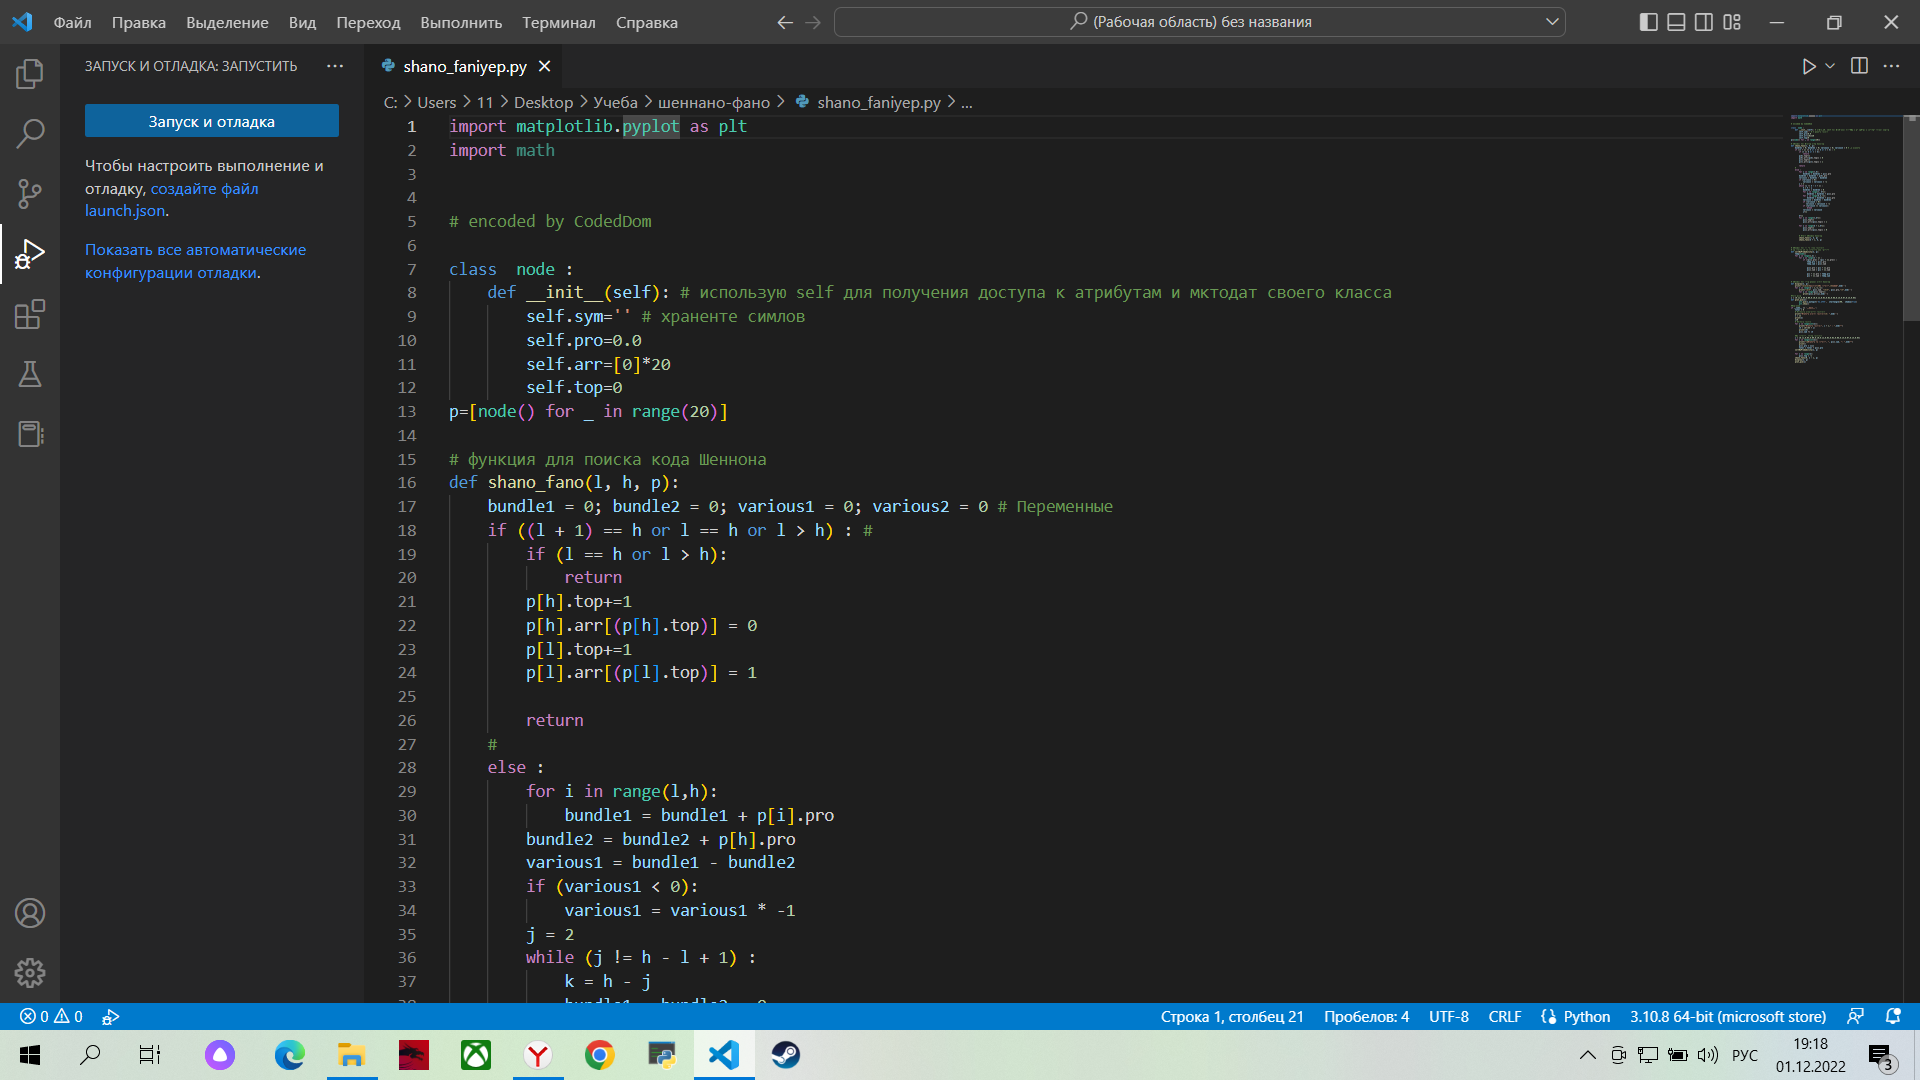 Файл Правка Выделение Вид Переход Выполнить Терминал Справка
(Рабочая область) без названия
ЗАПУСК И ОТЛАДКА: ЗАПУСТИТЬ
Запуск и отладка
Чтобы настроить выполнение и
отладку, создайте файл
launch.json.
Показать все автоматические
конфигурации отладки.
shano_faniyep.py
C: > Users > 11 > Desktop > Учеба > шеннано-фано > shano_faniyep.py > ...
1 import matplotlib.pyplot as plt
2 import math
3
4
5 # encoded by CodedDom
6
7 class  node :
8     def __init__(self): # использую self для получения доступа к атрибутам и мктодат своего класса
9         self.sym='' # храненте симлов
10         self.pro=0.0
11         self.arr=[0]*20
12         self.top=0
13 p=[node() for _ in range(20)]
14
15 # функция для поиска кода Шеннона
16 def shano_fano(l, h, p):
17     bundle1 = 0; bundle2 = 0; various1 = 0; various2 = 0 # Переменные
18     if ((l + 1) == h or l == h or l > h) : #
19         if (l == h or l > h):
20             return
21         p[h].top+=1
22         p[h].arr[(p[h].top)] = 0
23         p[l].top+=1
24         p[l].arr[(p[l].top)] = 1
25
26         return
27     #
28     else :
29         for i in range(l,h):
30             bundle1 = bundle1 + p[i].pro
31         bundle2 = bundle2 + p[h].pro
32         various1 = bundle1 - bundle2
33         if (various1 < 0):
34             various1 = various1 * -1
35         j = 2
36         while (j != h - l + 1) :
37             k = h - j
0 0
Строка 1, столбец 21 Пробелов: 4 UTF-8 CRLF Python 3.10.8 64-bit (microsoft store)
РУС
19:18
01.12.2022
3